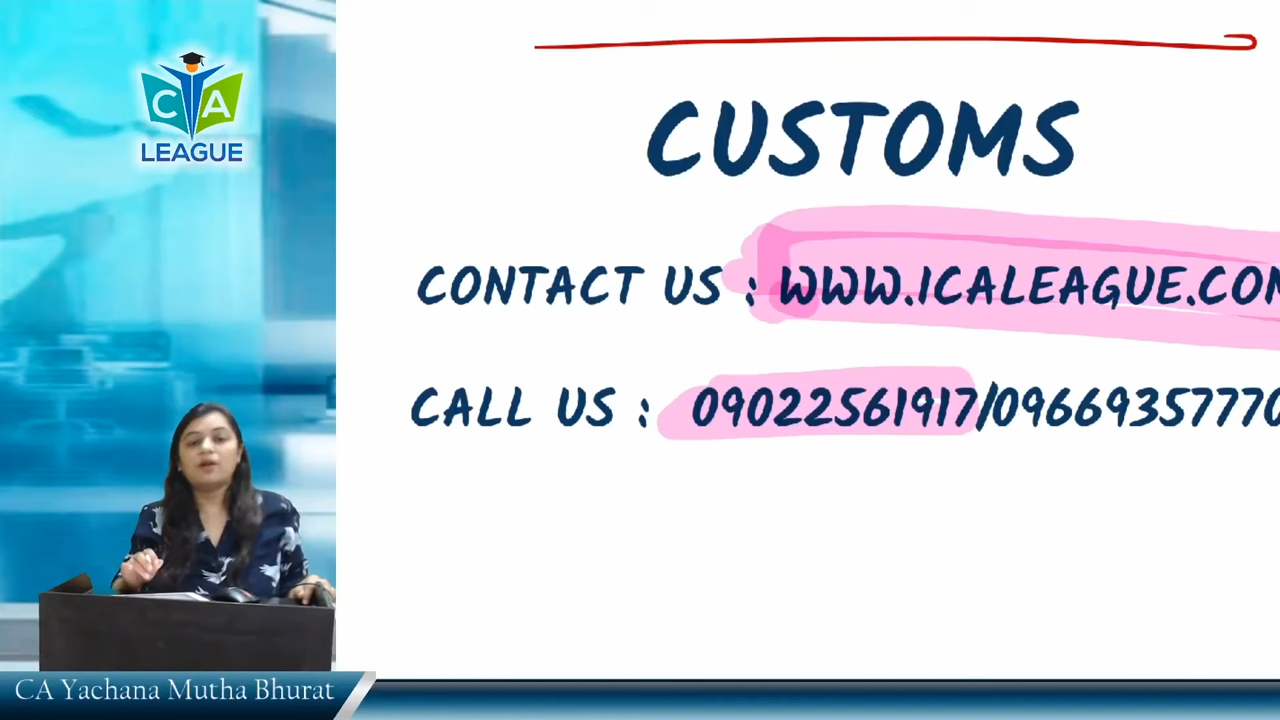 CA
LEAGUE
CUSTOMS
CONTACT US : WWW.ICALEAGUE.COM
CALL US : 09022561917/09669357770
CA Yachana Mutha Bhurat